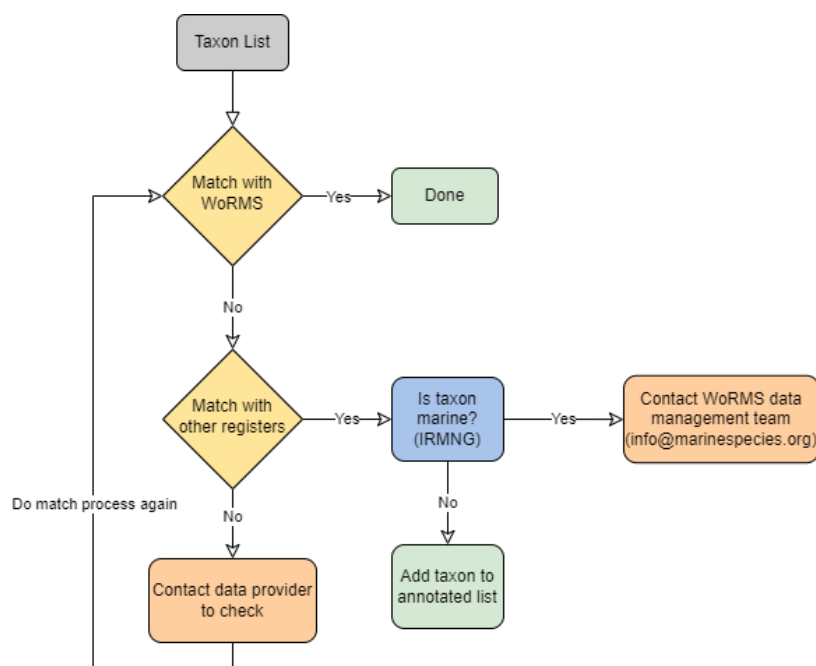 Taxon List
Match with
WoRMS
Yes
Done
No
Match with
other registers
Yes
Is taxon
marine?
(IRMNG)
Yes
Contact WoRMS data
management team
(info@marinespecies.org)
Do match process again
No
No
Contact data provider
to check
Add taxon to
annotated list